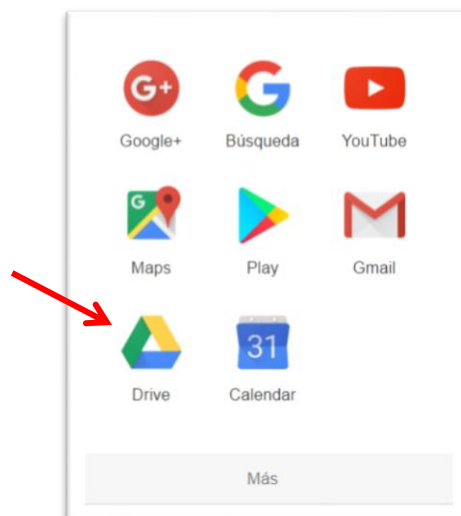 G+
Google+ Búsqueda YouTube
G
Maps Play Gmail
31
Drive Calendar
Más